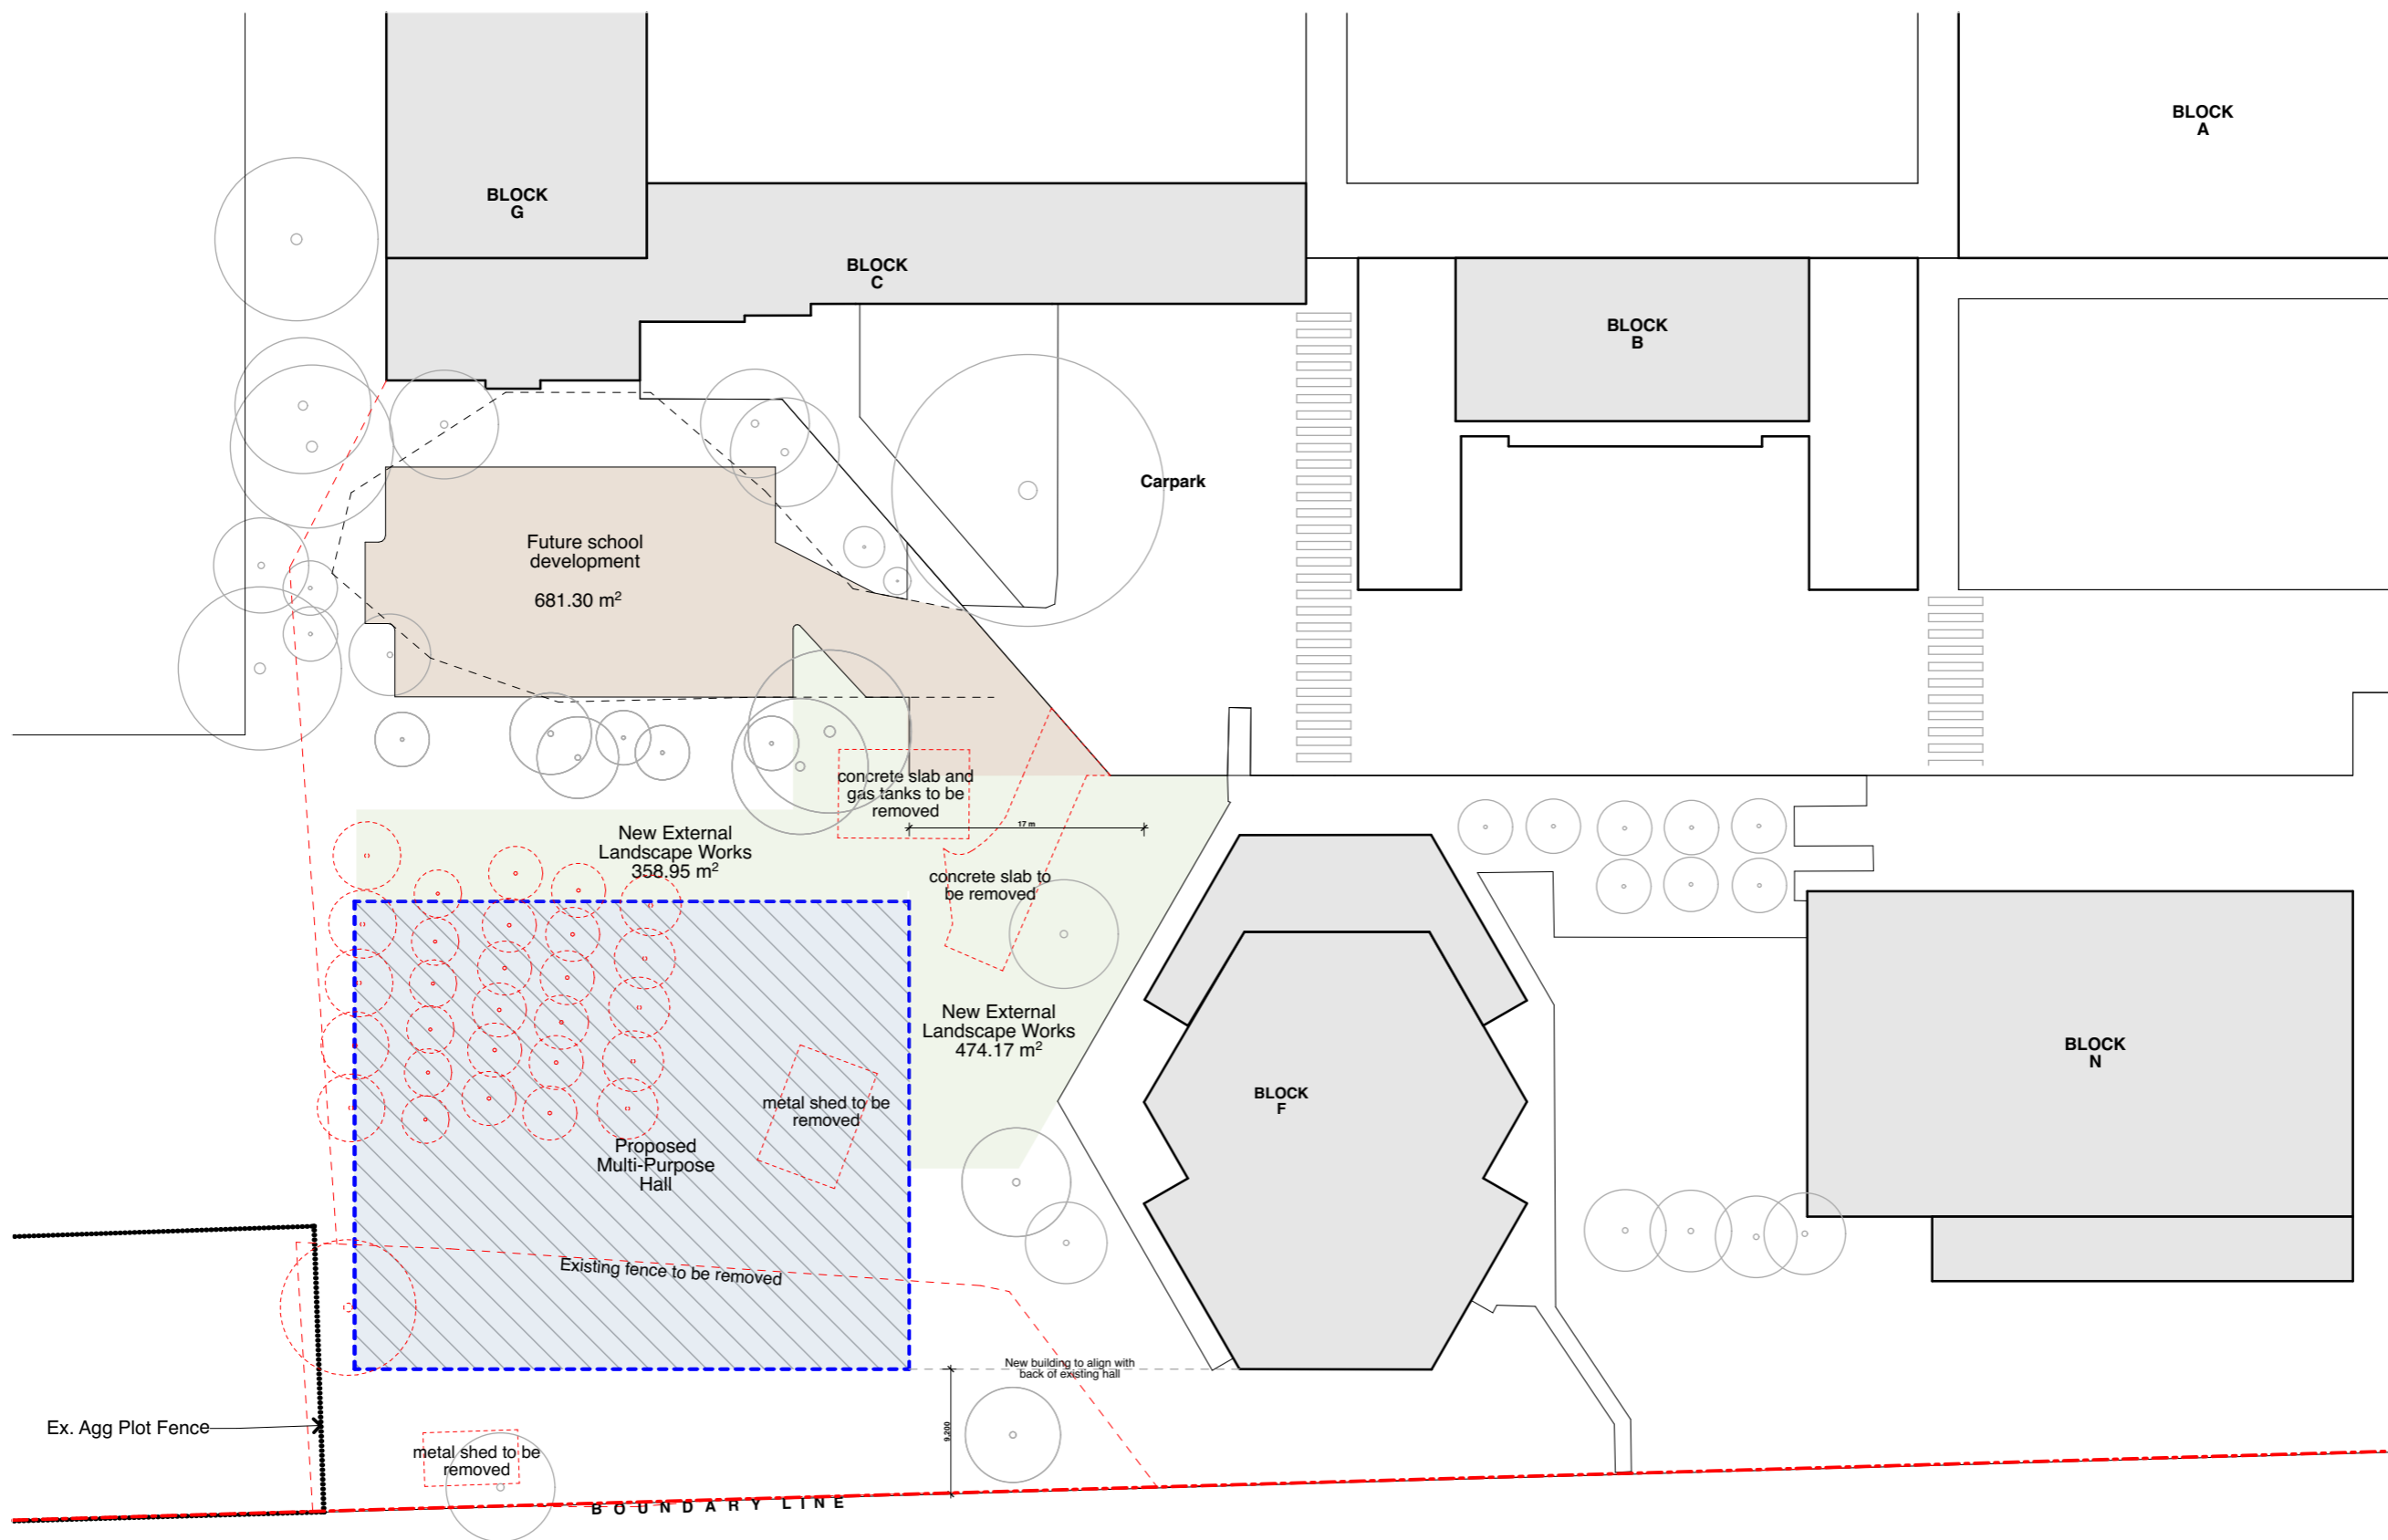 BLOCK
A
BLOCK
G
BLOCK
C
BLOCK
B
Carpark
Future school
development
681.30 m²
concrete slab and
gas tanks to be
removed
17 m
New External
Landscape Works
358.95 m²
concrete slab to
be removed
New External
Landscape Works
474.17 m²
BLOCK
N
BLOCK
F
metal shed to be
removed
Proposed
Multi-Purpose
Hall
Existing fence to be removed
New building to align with
back of existing hall
9.200
Ex. Agg Plot Fence
metal shed to be
removed
BOUNDARY LINE